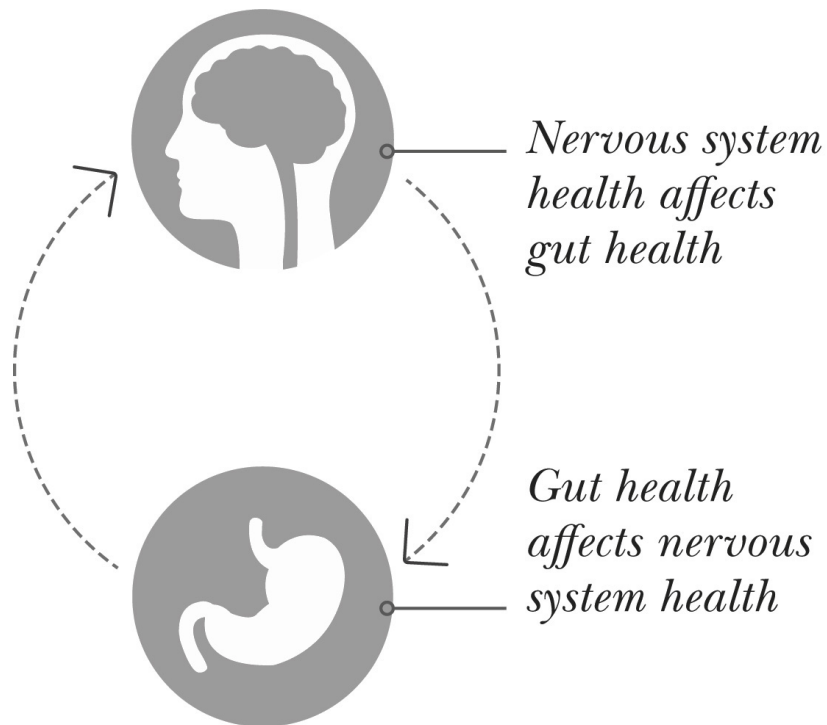 Nervous system
health affects
gut health
Gut health
affects nervous
system health